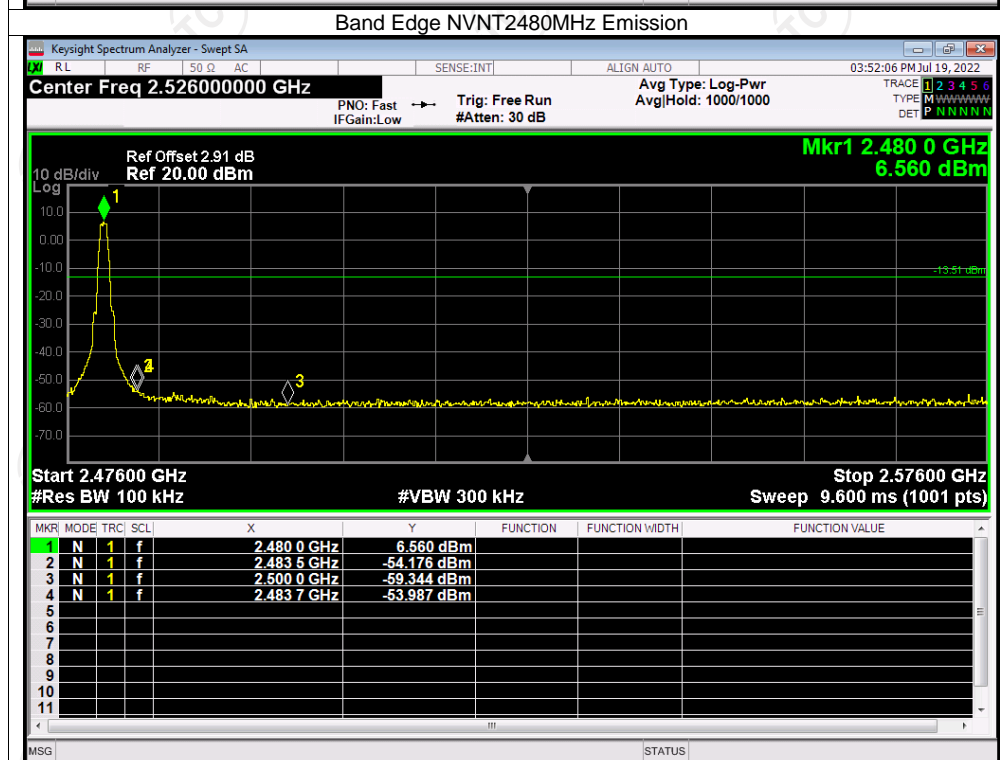 Band Edge NVNT2480MHz Emission
Keysight Spectrum Analyzer - Swept SA
LXI RL RF 50 Ω AC SENSE:INT ALIGN AUTO 03:52:06 PM Jul 19, 2022
Center Freq 2.526000000 GHz Avg Type: Log-Pwr TRACE 1 2 3 4 5 6
PNO: Fast Trig: Free Run Avg|Hold: 1000/1000 TYPE M WWWWW
IFGain:Low #Atten: 30 dB DET P N N N N N
Mkr1 2.480 0 GHz
Ref Offset 2.91 dB
10 dB/div Ref 20.00 dBm 6.560 dBm
Log
1
10.0
0.00
-10.0
-13.51 dBm
-20.0
-30.0
-40.0
2 4
3
-50.0
-60.0
-70.0
Start 2.47600 GHz Stop 2.57600 GHz
#Res BW 100 kHz #VBW 300 kHz Sweep 9.600 ms (1001 pts)
MKR MODE TRC SCL X Y FUNCTION FUNCTION WIDTH FUNCTION VALUE
1 N 1 f 2.480 0 GHz 6.560 dBm
2 N 1 f 2.483 5 GHz -54.176 dBm
3 N 1 f 2.500 0 GHz -59.344 dBm
4 N 1 f 2.483 7 GHz -53.987 dBm
5
6
7
8
9
10
11
MSG STATUS